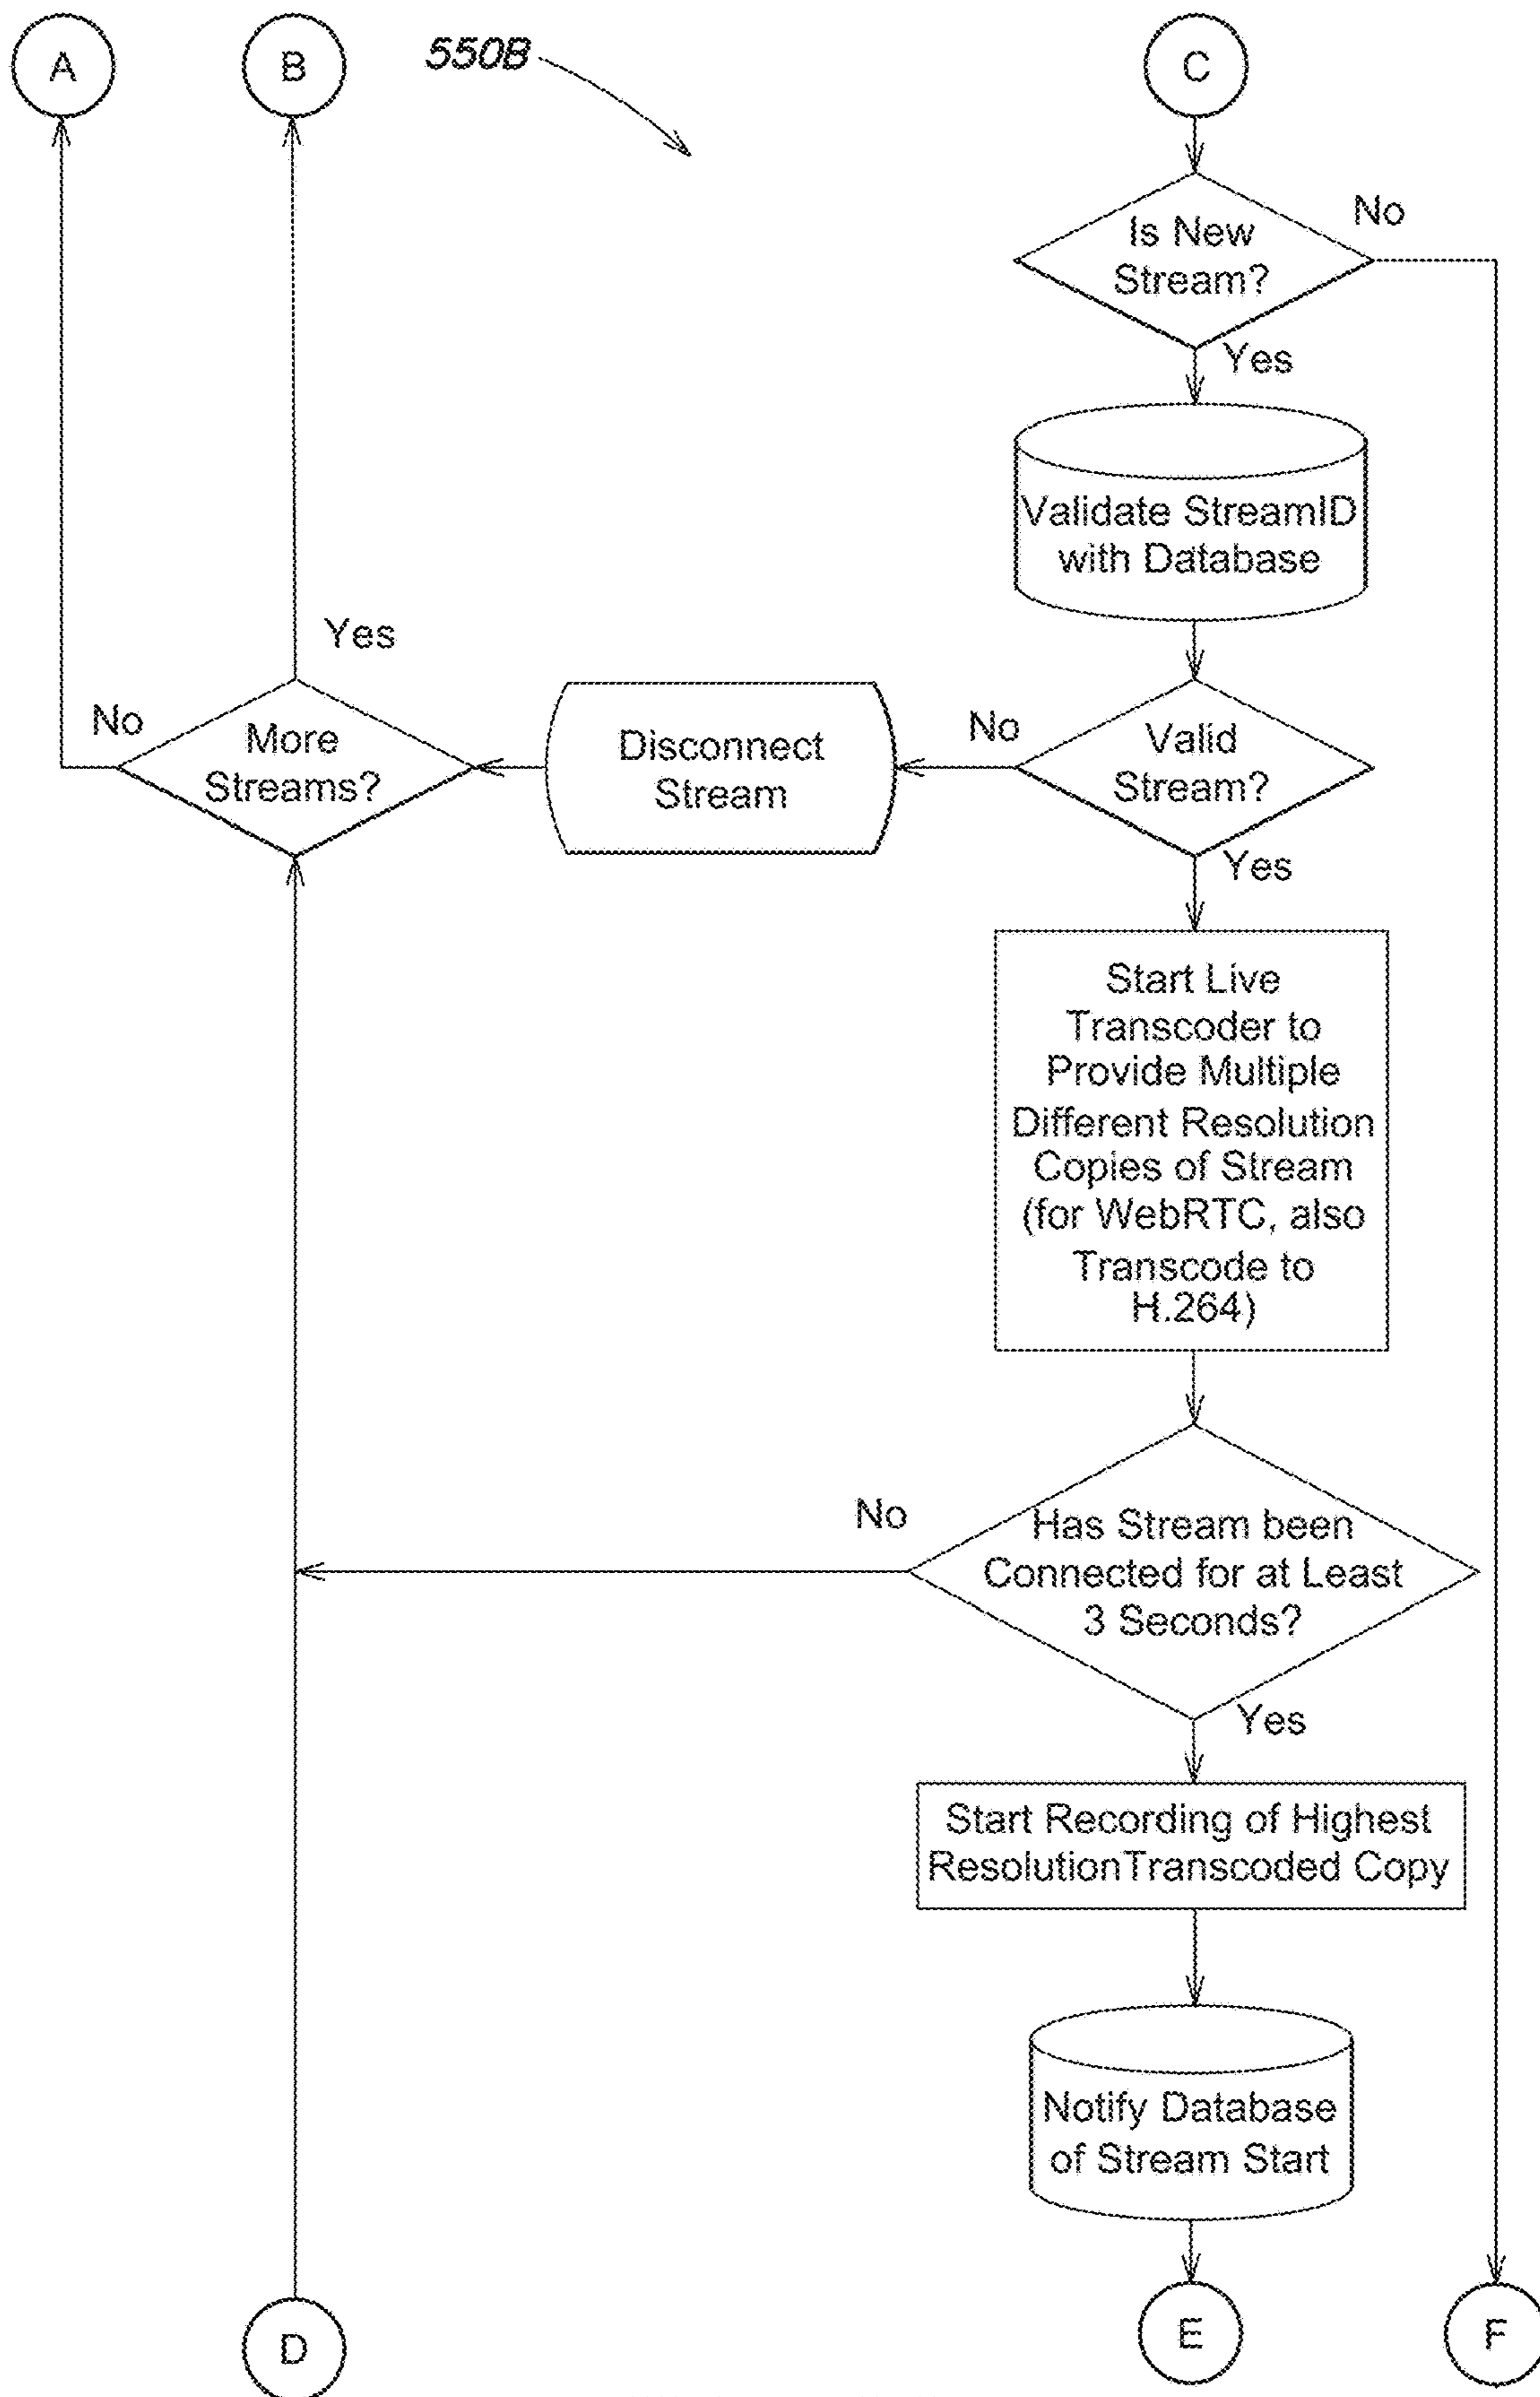 A
B
550B
C
Is New
Stream?
No
Yes
Validate StreamID
with Database
Yes
No
More
Streams?
Disconnect
Stream
No
Valid
Stream?
Yes
Start Live
Transcoder to
Provide Multiple
Different Resolution
Copies of Stream
(for WebRTC, also
Transcode to
H.264)
No
Has Stream been
Connected for at Least
3 Seconds?
Yes
Start Recording of Highest
ResolutionTranscoded Copy
Notify Database
of Stream Start
D
E
F